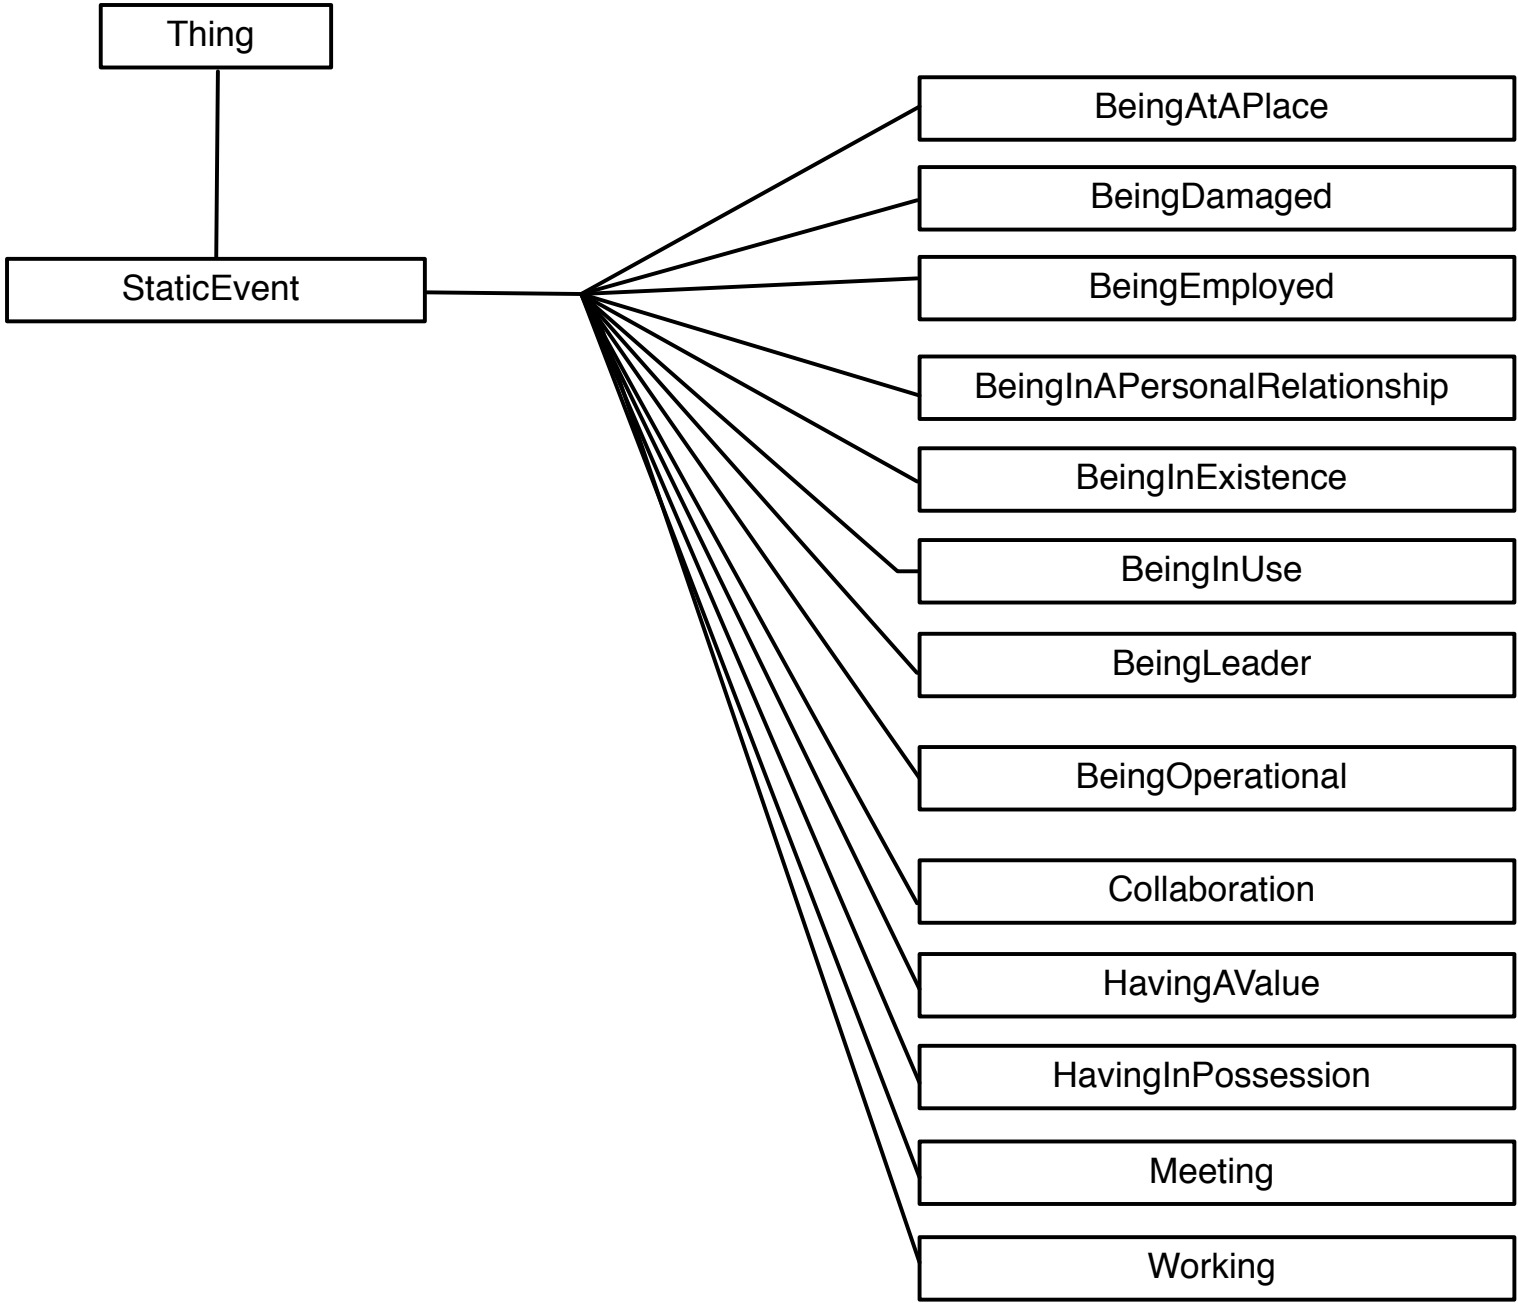 Thing
StaticEvent
BeingAtAPlace
BeingDamaged
BeingEmployed
BeingInAPersonalRelationship
BeingInExistence
BeingInUse
BeingLeader
BeingOperational
Collaboration
HavingAValue
HavingInPossession
Meeting
Working